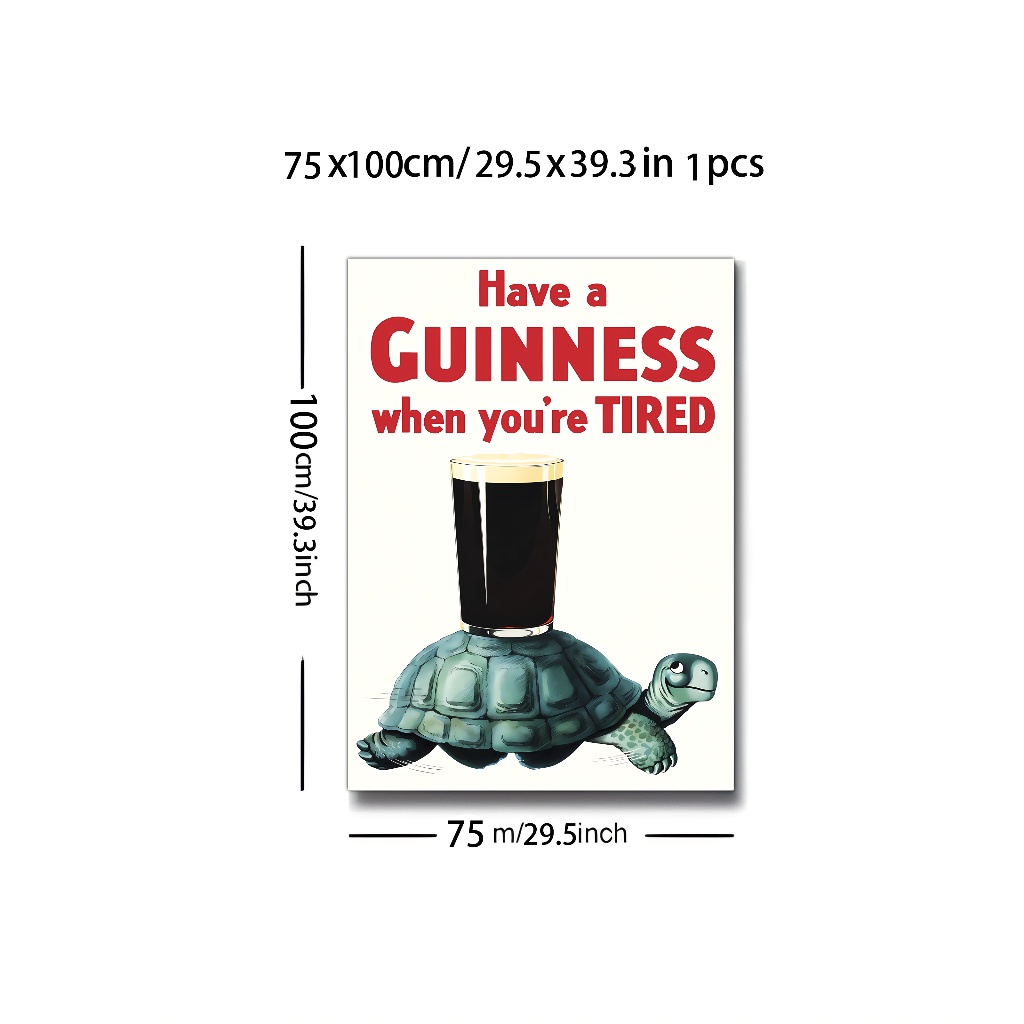 75x100cm/29.5x39.3in 1pcs
Have a
GUINNESS
when you're TIRED
100cm/39.3inch
75 m/29.5inch